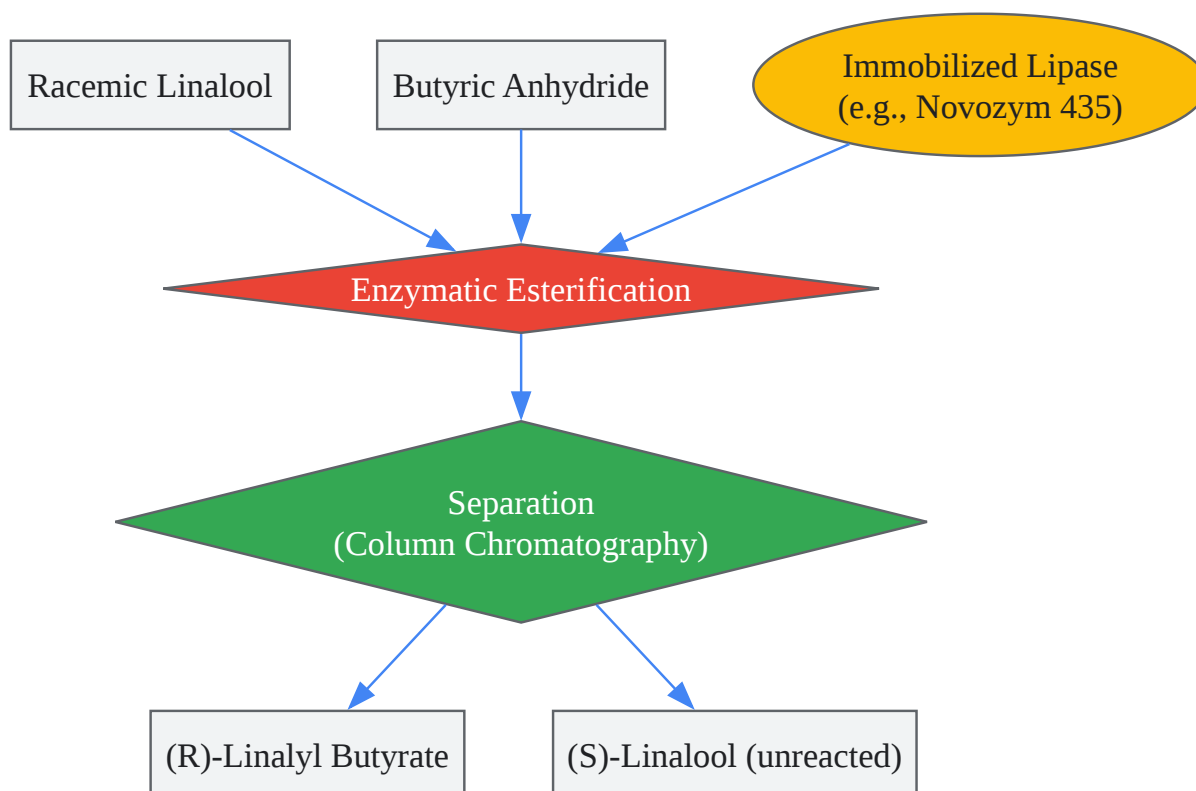 Racemic Linalool
Butyric Anhydride
Immobilized Lipase
(e.g., Novozym 435)
Enzymatic Esterification
Separation
(Column Chromatography)
(R)-Linalyl Butyrate
(S)-Linalool (unreacted)